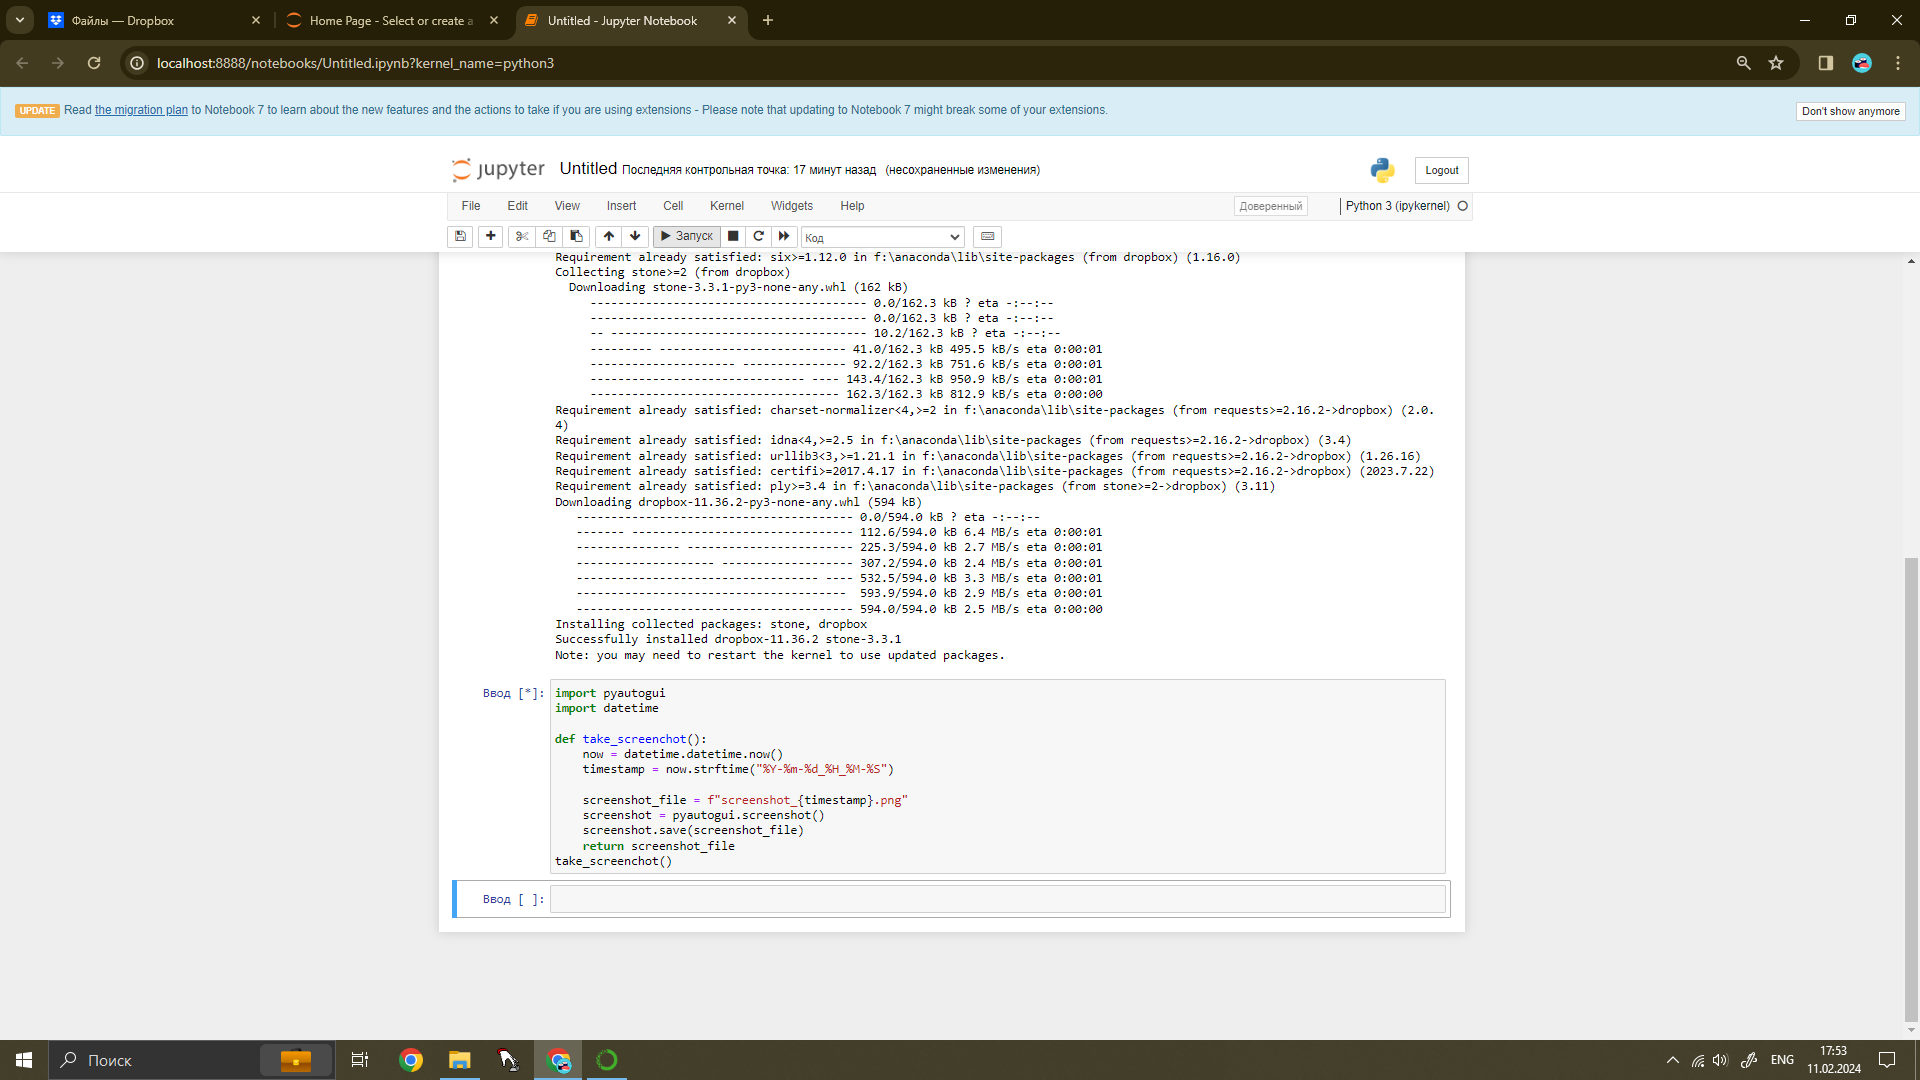 Файлы — Dropbox
Home Page - Select or create a
Untitled - Jupyter Notebook
localhost:8888/notebooks/Untitled.ipynb?kernel_name=python3
UPDATE Read the migration plan to Notebook 7 to learn about the new features and the actions to take if you are using extensions - Please note that updating to Notebook 7 might break some of your extensions.
Don't show anymore
jupyter Untitled Последняя контрольная точка: 17 минут назад (несохраненные изменения)
Logout
File Edit View Insert Cell Kernel Widgets Help
Доверенный
Python 3 (ipykernel)
Запуск
Код
Requirement already satisfied: six>=1.12.0 in f:\anaconda\lib\site-packages (from dropbox) (1.16.0)
Collecting stone>=2 (from dropbox)
  Downloading stone-3.3.1-py3-none-any.whl (162 kB)
     ---------------------------------------- 0.0/162.3 kB ? eta -:--:--
     ---------------------------------------- 0.0/162.3 kB ? eta -:--:--
     -- ------------------------------------- 10.2/162.3 kB ? eta -:--:--
     --------- --------------------------- 41.0/162.3 kB 495.5 kB/s eta 0:00:01
     --------------------- --------------- 92.2/162.3 kB 751.6 kB/s eta 0:00:01
     ------------------------------- ---- 143.4/162.3 kB 950.9 kB/s eta 0:00:01
     ------------------------------------ 162.3/162.3 kB 812.9 kB/s eta 0:00:00
Requirement already satisfied: charset-normalizer<4,>=2 in f:\anaconda\lib\site-packages (from requests>=2.16.2->dropbox) (2.0.
4)
Requirement already satisfied: idna<4,>=2.5 in f:\anaconda\lib\site-packages (from requests>=2.16.2->dropbox) (3.4)
Requirement already satisfied: urllib3<3,>=1.21.1 in f:\anaconda\lib\site-packages (from requests>=2.16.2->dropbox) (1.26.16)
Requirement already satisfied: certifi>=2017.4.17 in f:\anaconda\lib\site-packages (from requests>=2.16.2->dropbox) (2023.7.22)
Requirement already satisfied: ply>=3.4 in f:\anaconda\lib\site-packages (from stone>=2->dropbox) (3.11)
Downloading dropbox-11.36.2-py3-none-any.whl (594 kB)
   ---------------------------------------- 0.0/594.0 kB ? eta -:--:--
   ------- -------------------------------- 112.6/594.0 kB 6.4 MB/s eta 0:00:01
   --------------- ------------------------ 225.3/594.0 kB 2.7 MB/s eta 0:00:01
   -------------------- ------------------- 307.2/594.0 kB 2.4 MB/s eta 0:00:01
   ----------------------------------- ---- 532.5/594.0 kB 3.3 MB/s eta 0:00:01
   ---------------------------------------  593.9/594.0 kB 2.9 MB/s eta 0:00:01
   ---------------------------------------- 594.0/594.0 kB 2.5 MB/s eta 0:00:00
Installing collected packages: stone, dropbox
Successfully installed dropbox-11.36.2 stone-3.3.1
Note: you may need to restart the kernel to use updated packages.
Ввод [*]:
import pyautogui
import datetime
def take_screenchot():
    now = datetime.datetime.now()
    timestamp = now.strftime("%Y-%m-%d_%H_%M-%S")
    screenshot_file = f"screenshot_{timestamp}.png"
    screenshot = pyautogui.screenshot()
    screenshot.save(screenshot_file)
    return screenshot_file
take_screenchot()
Ввод [ ]:
Поиск
ENG
17:53
11.02.2024